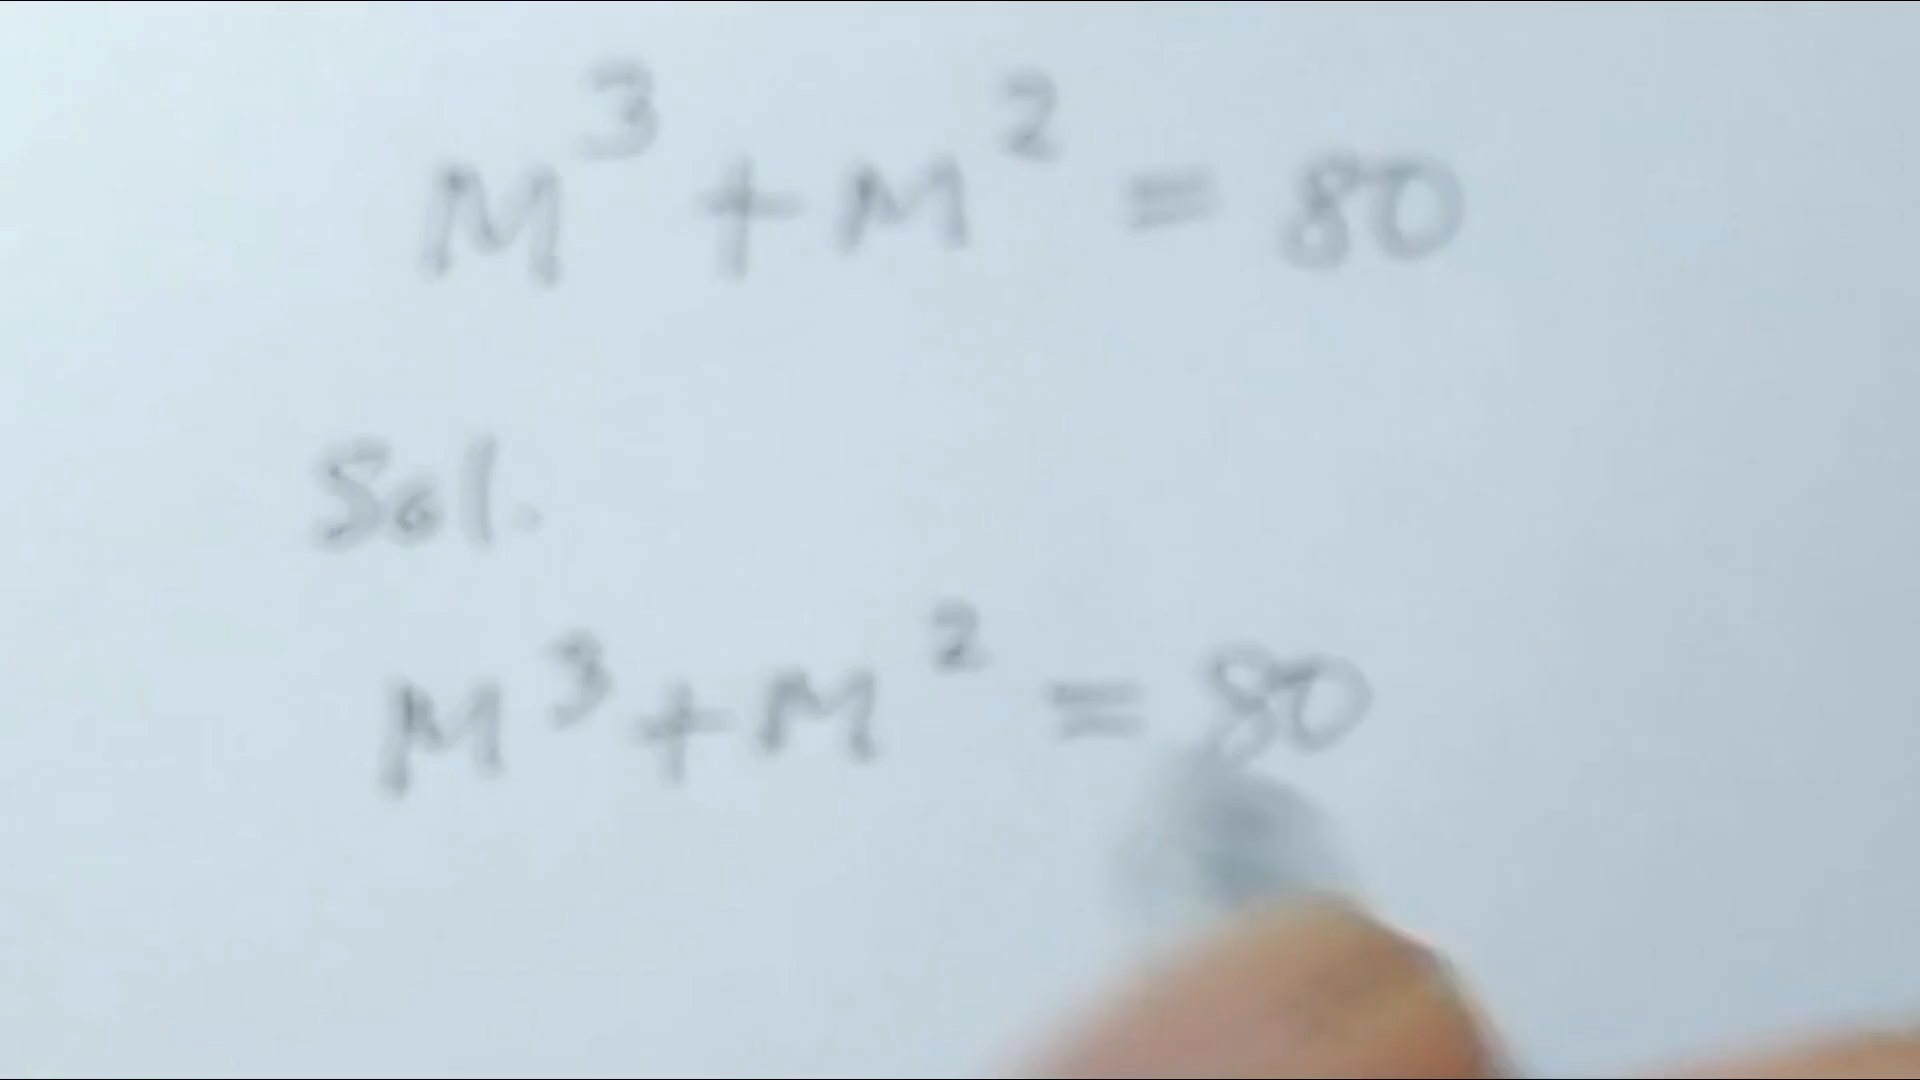 M³ + M² = 80
Sol.
M³ + M² = 80